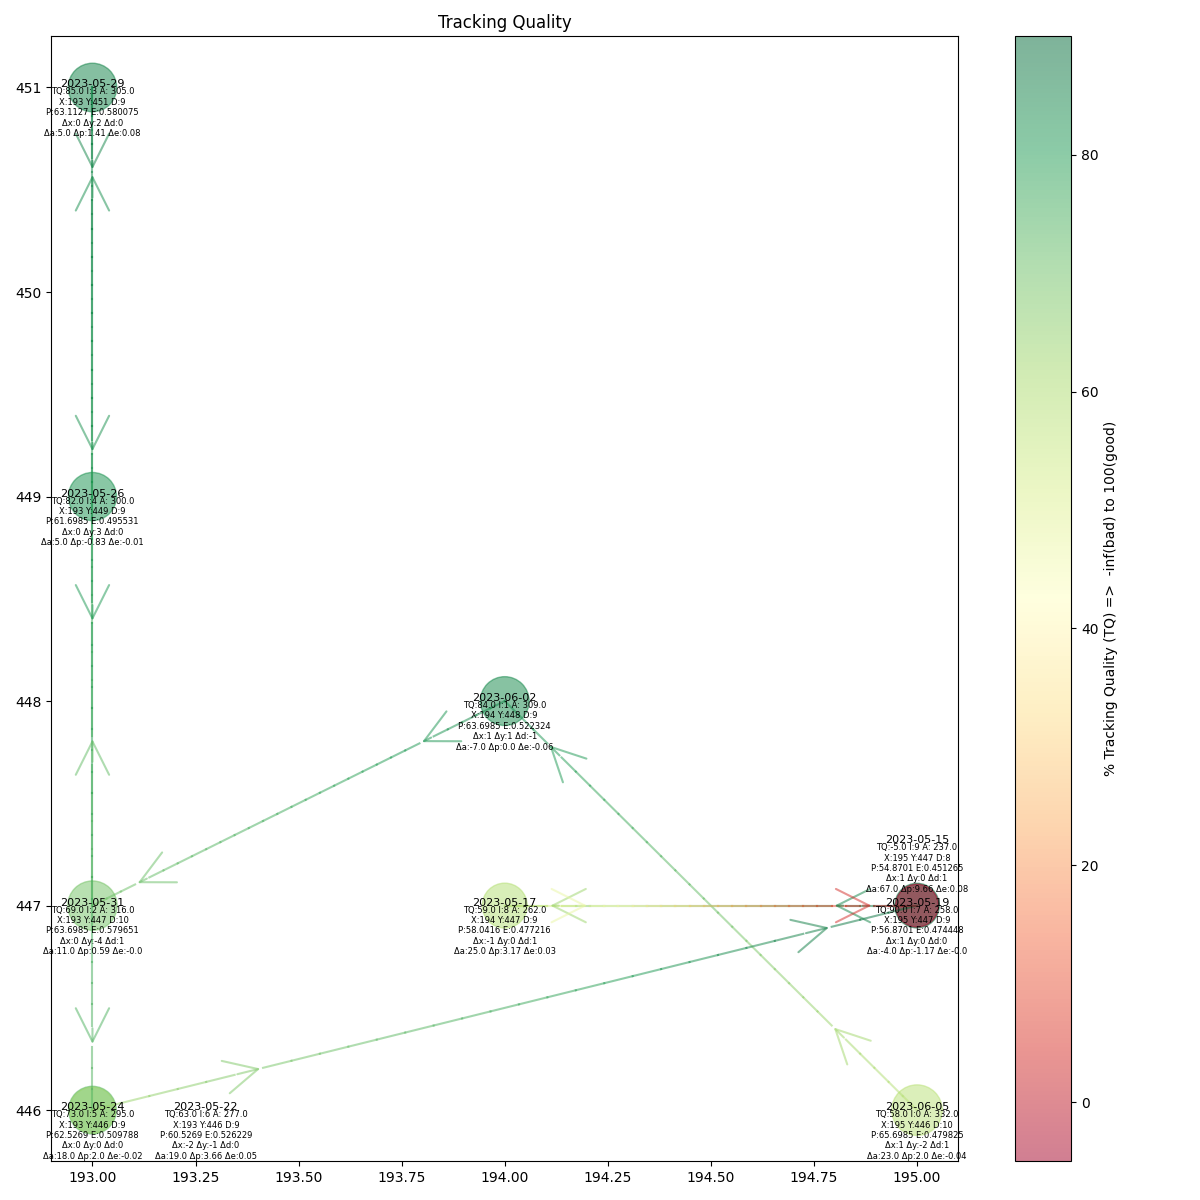 Tracking Quality
451
450
449
448
447
446
2023-05-29
TQ:85.0 I:3 A: 305.0
X:193 Y:451 D:9
P:63.1127 E:0.580075
Δx:0 Δy:2 Δd:0
Δa:5.0 Δp:1.41 Δe:0.08
2023-05-26
TQ:82.0 I:4 A: 300.0
X:193 Y:449 D:9
P:61.6985 E:0.495531
Δx:0 Δy:3 Δd:0
Δa:5.0 Δp:-0.83 Δe:-0.01
2023-06-02
TQ:84.0 I:1 A: 309.0
X:194 Y:448 D:9
P:63.6985 E:0.522324
Δx:1 Δy:1 Δd:-1
Δa:-7.0 Δp:0.0 Δe:-0.06
2023-05-15
TQ:-5.0 I:9 A: 237.0
X:195 Y:447 D:8
P:54.8701 E:0.451265
Δx:1 Δy:0 Δd:1
Δa:67.0 Δp:9.66 Δe:0.08
2023-05-31
TQ:69.0 I:2 A: 316.0
X:193 Y:447 D:10
P:63.6985 E:0.579651
Δx:0 Δy:-4 Δd:1
Δa:11.0 Δp:0.59 Δe:-0.0
2023-05-17
TQ:59.0 I:8 A: 262.0
X:194 Y:447 D:9
P:58.0416 E:0.477216
Δx:-1 Δy:0 Δd:1
Δa:25.0 Δp:3.17 Δe:0.03
2023-05-19
TQ:90.0 I:7 A: 258.0
X:195 Y:447 D:9
P:56.8701 E:0.474448
Δx:1 Δy:0 Δd:0
Δa:-4.0 Δp:-1.17 Δe:-0.0
2023-05-24
TQ:73.0 I:5 A: 295.0
X:193 Y:446 D:9
P:62.5269 E:0.509788
Δx:0 Δy:0 Δd:0
Δa:18.0 Δp:2.0 Δe:-0.02
2023-05-22
TQ:63.0 I:6 A: 277.0
X:193 Y:446 D:9
P:60.5269 E:0.526229
Δx:-2 Δy:-1 Δd:0
Δa:19.0 Δp:3.66 Δe:0.05
2023-06-05
TQ:58.0 I:0 A: 332.0
X:195 Y:446 D:10
P:65.6985 E:0.479825
Δx:1 Δy:-2 Δd:1
Δa:23.0 Δp:2.0 Δe:-0.04
193.00 193.25 193.50 193.75 194.00 194.25 194.50 194.75 195.00
80
60
40
20
0
% Tracking Quality (TQ) => -inf(bad) to 100(good)